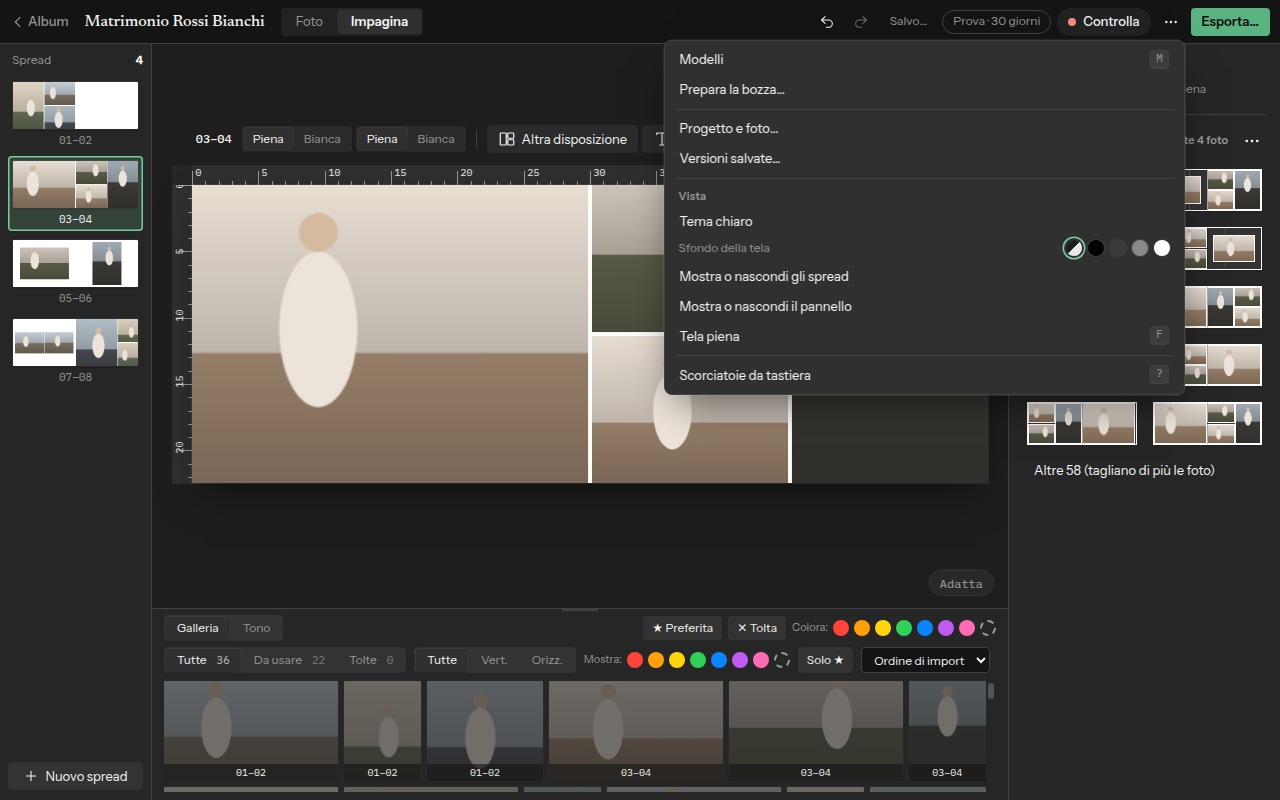 Album
Matrimonio Rossi Bianchi
Foto
Impagina
Salvo…
Prova · 30 giorni
Controlla
Esporta…
Spread
4
01–02
03–04
05–06
07–08
Nuovo spread
03–04
Piena
Bianca
Piena
Bianca
Altra disposizione
0
5
10
15
20
25
30
0
5
10
15
20
Modelli
M
Prepara la bozza…
Progetto e foto…
Versioni salvate…
Vista
Tema chiaro
Sfondo della tela
Mostra o nascondi gli spread
Mostra o nascondi il pannello
Tela piena
F
Scorciatoie da tastiera
?
4 foto
Altre 58 (tagliano di più le foto)
Adatta
Galleria
Tono
★ Preferita
✕ Tolta
Colora:
Tutte 36
Da usare 22
Tolte 0
Tutte
Vert.
Orizz.
Mostra:
Solo ★
Ordine di import
01–02
01–02
01–02
03–04
03–04
03–04